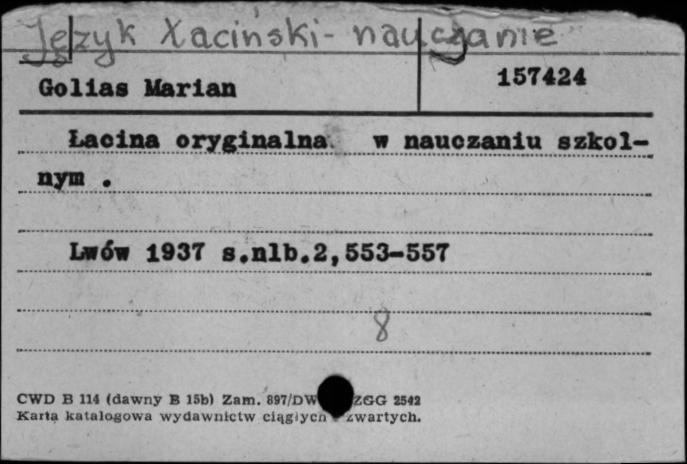 Język Łaciński - nauczanie
Golias Marian 157424
Łacina oryginalna w nauczaniu szkol-
nym .
Lwów 1937 s.nlb.2,553-557
8
CWD B 114 (dawny B 15b) Zam. 897/DW ZGG 2542
Karta katalogowa wydawnictw ciągłych zwartych.